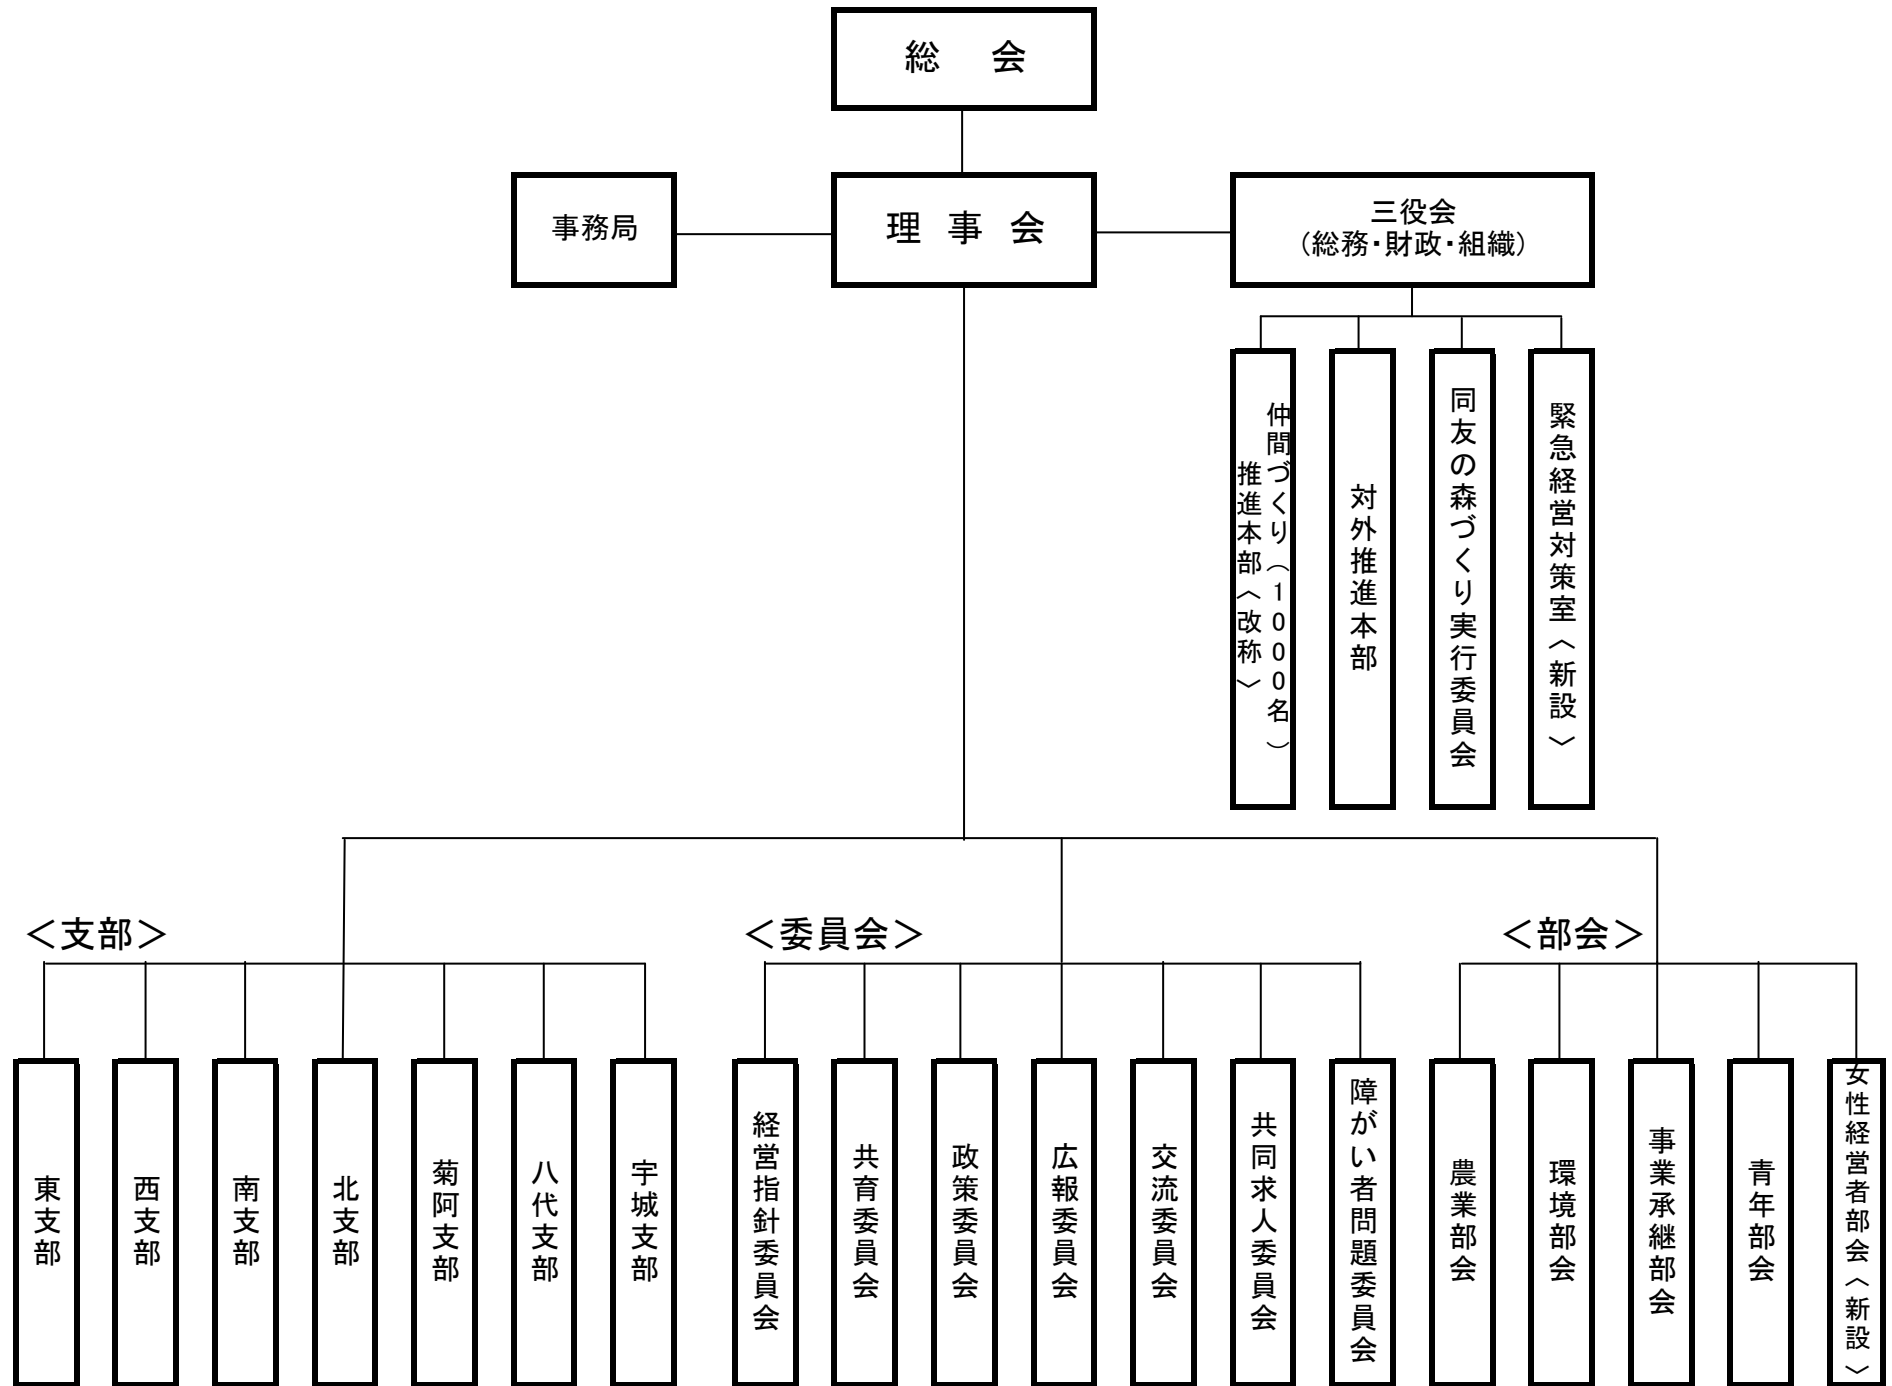 総　会
事務局
理 事 会
三役会
（総務・財政・組織）
仲間づくり（1000名）
推進本部〈改称〉
対外推進本部
同友の森づくり実行委員会
緊急経営対策室〈新設〉
＜支部＞
＜委員会＞
＜部会＞
東支部
西支部
南支部
北支部
菊阿支部
八代支部
宇城支部
経営指針委員会
共育委員会
政策委員会
広報委員会
交流委員会
共同求人委員会
障がい者問題委員会
農業部会
環境部会
事業承継部会
青年部会
女性経営者部会〈新設〉